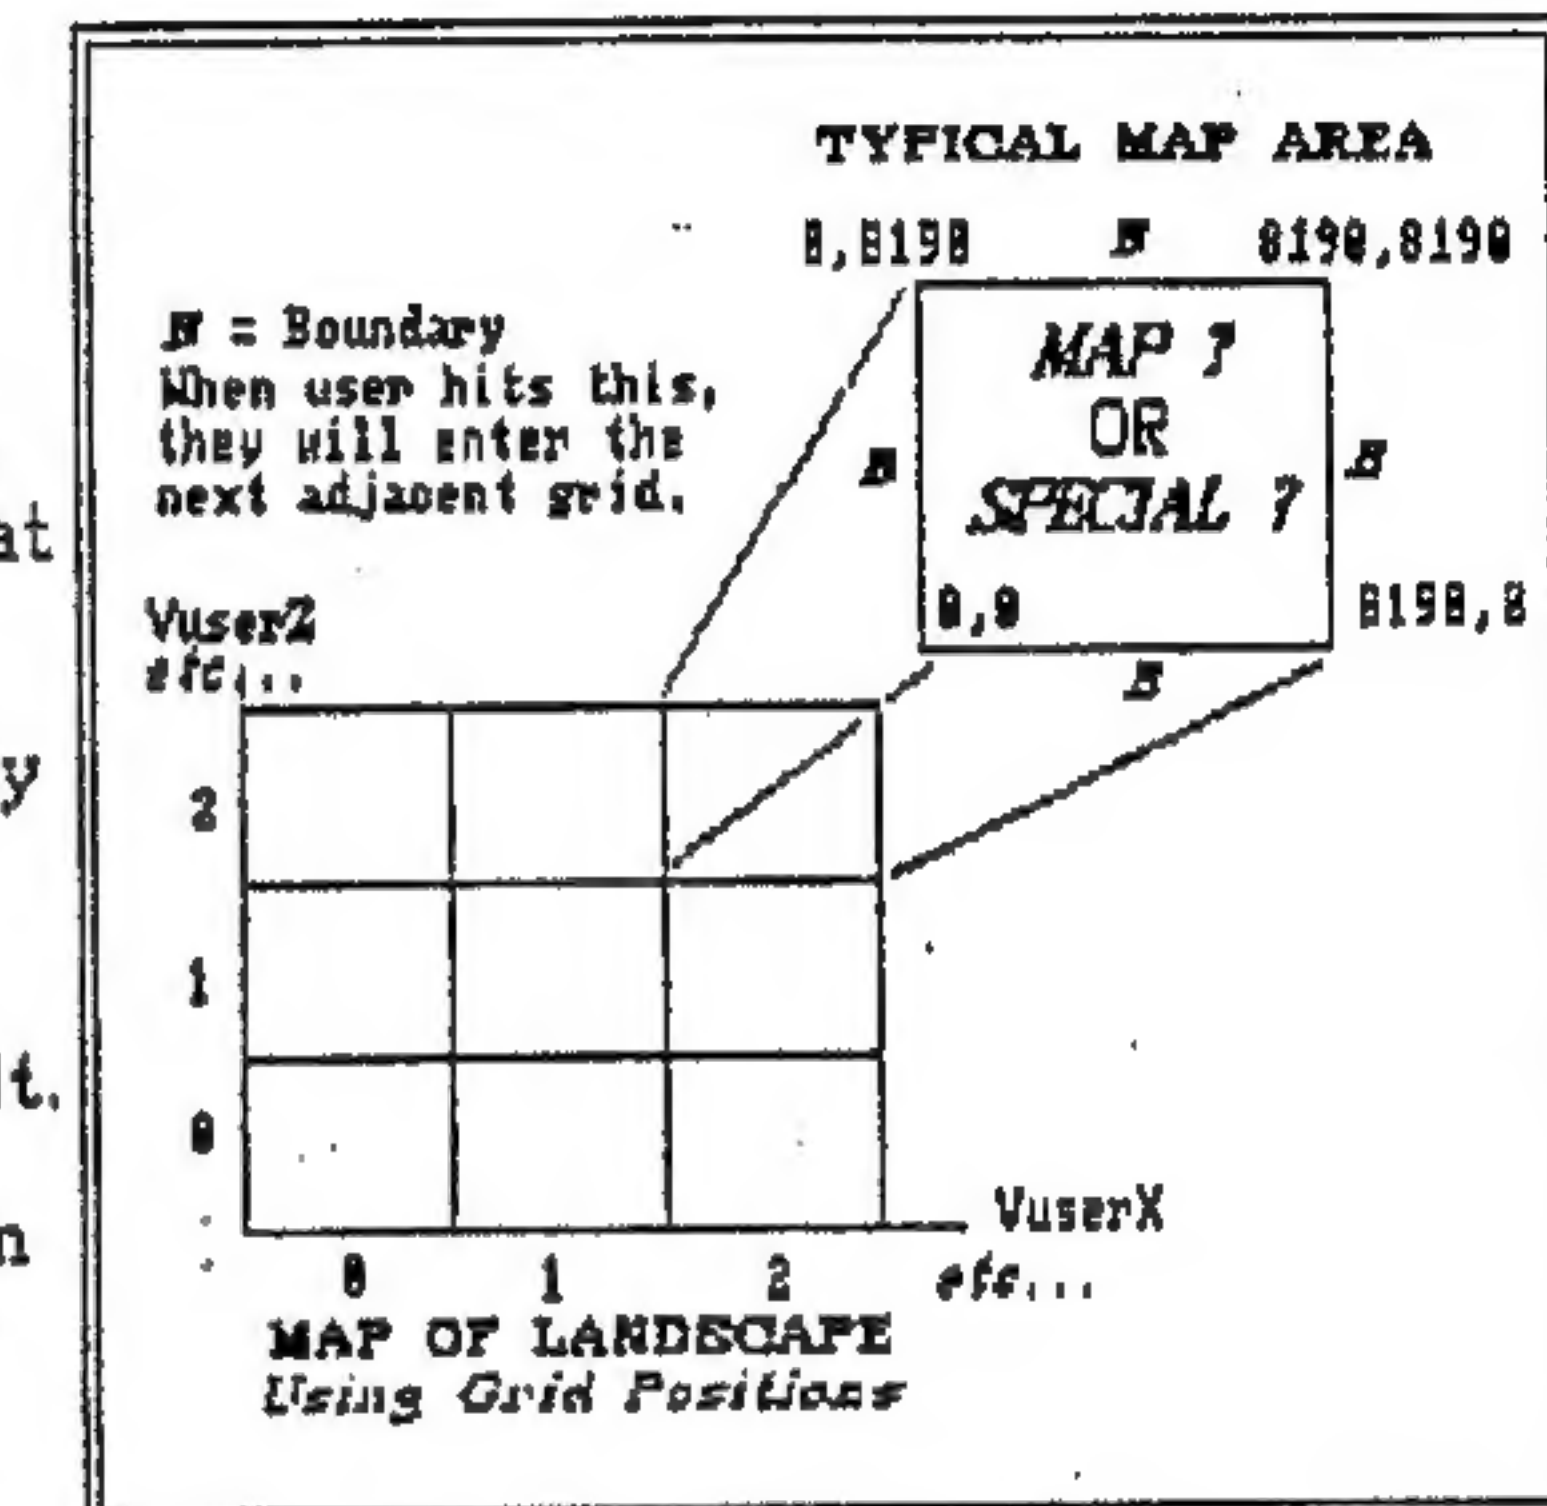 TYPICAL MAP AREA
0,8190 B 8190,8190
B = Boundary
When user hits this,
they will enter the
next adjacent grid.
MAP ?
OR
SPECIAL ?
B B
0,0 8190,0
B
at
VuserZ
etc...
y
2
1
t.
0
n
VuserX
0 1 2 etc...
MAP OF LANDSCAPE
Using Grid Positions